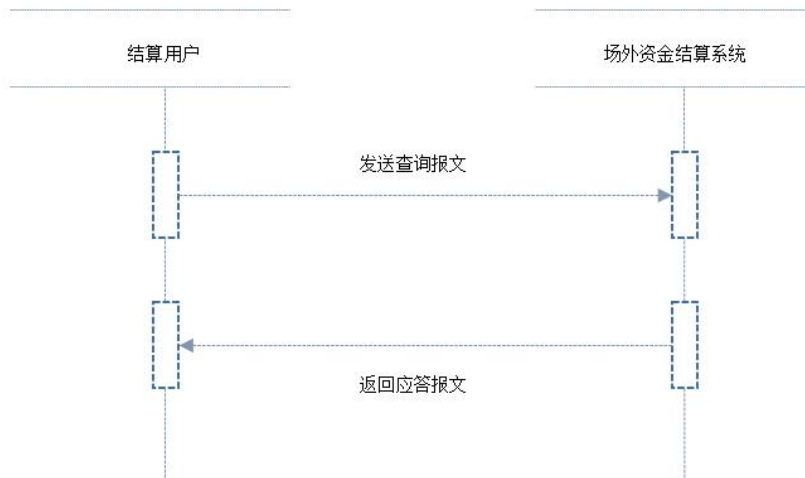 结算用户
场外资金结算系统
发送查询报文
返回应答报文